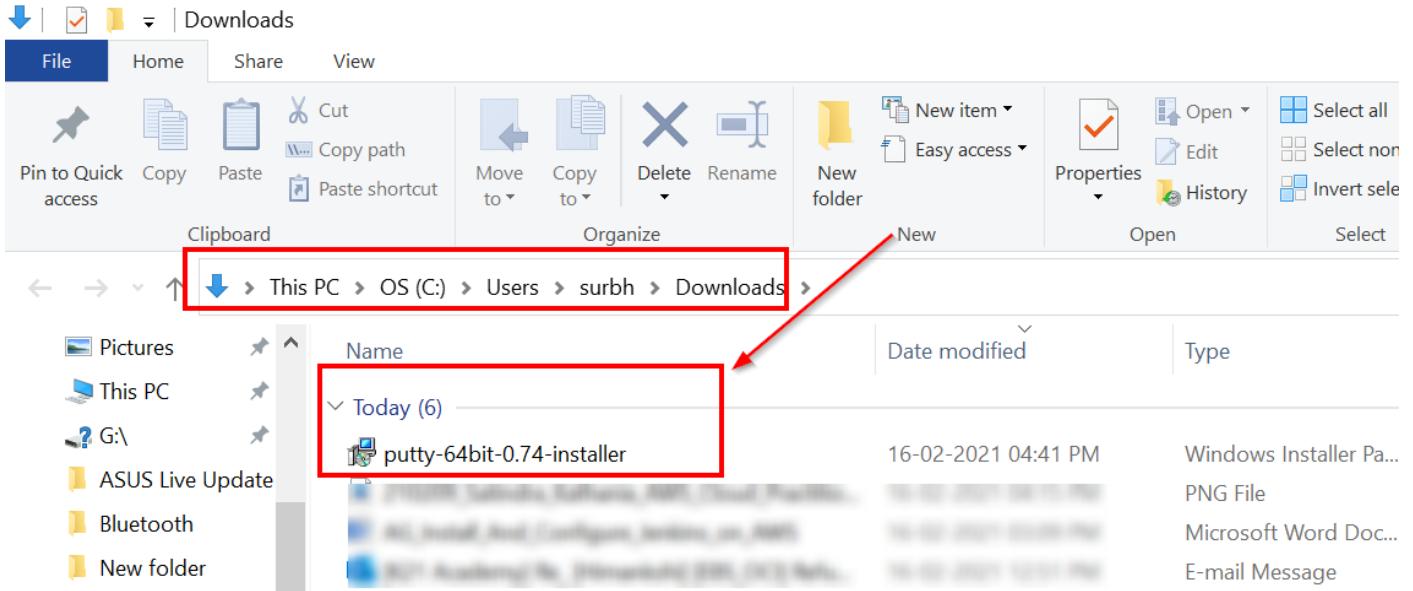 Downloads
File Home Share View
Pin to Quick access
Copy
Paste
Cut
Copy path
Paste shortcut
Clipboard
Move to
Copy to
Delete
Rename
Organize
New folder
New item
Easy access
New
Properties
Open
Edit
History
Open
Select all
Select non
Invert sele
Select
This PC > OS (C:) > Users > surbh > Downloads >
Pictures
This PC
G:\
ASUS Live Update
Bluetooth
New folder
Name Date modified Type
Today (6)
putty-64bit-0.74-installer 16-02-2021 04:41 PM Windows Installer Pa...
PNG File
Microsoft Word Doc...
E-mail Message